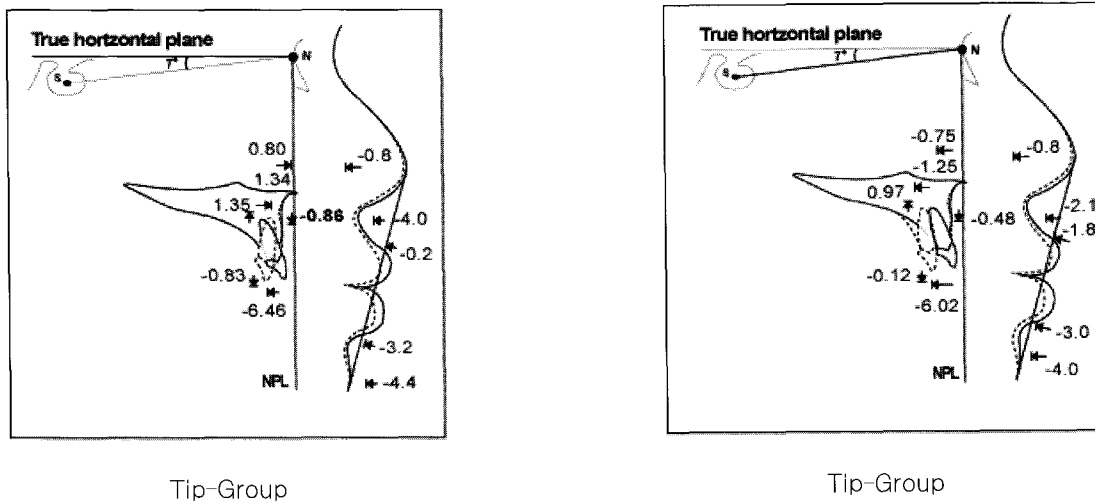 True hortzontal plane
N
7°
S
0.80
-0.8
1.34
1.35
-0.86
-4.0
-0.2
-0.83
-6.46
-3.2
NPL
-4.4
Tip-Group
True hortzontal plane
N
7°
S
-0.75
-0.8
-1.25
0.97
-0.48
-2.1
-1.8
-0.12
-6.02
-3.0
NPL
-4.0
Tip-Group